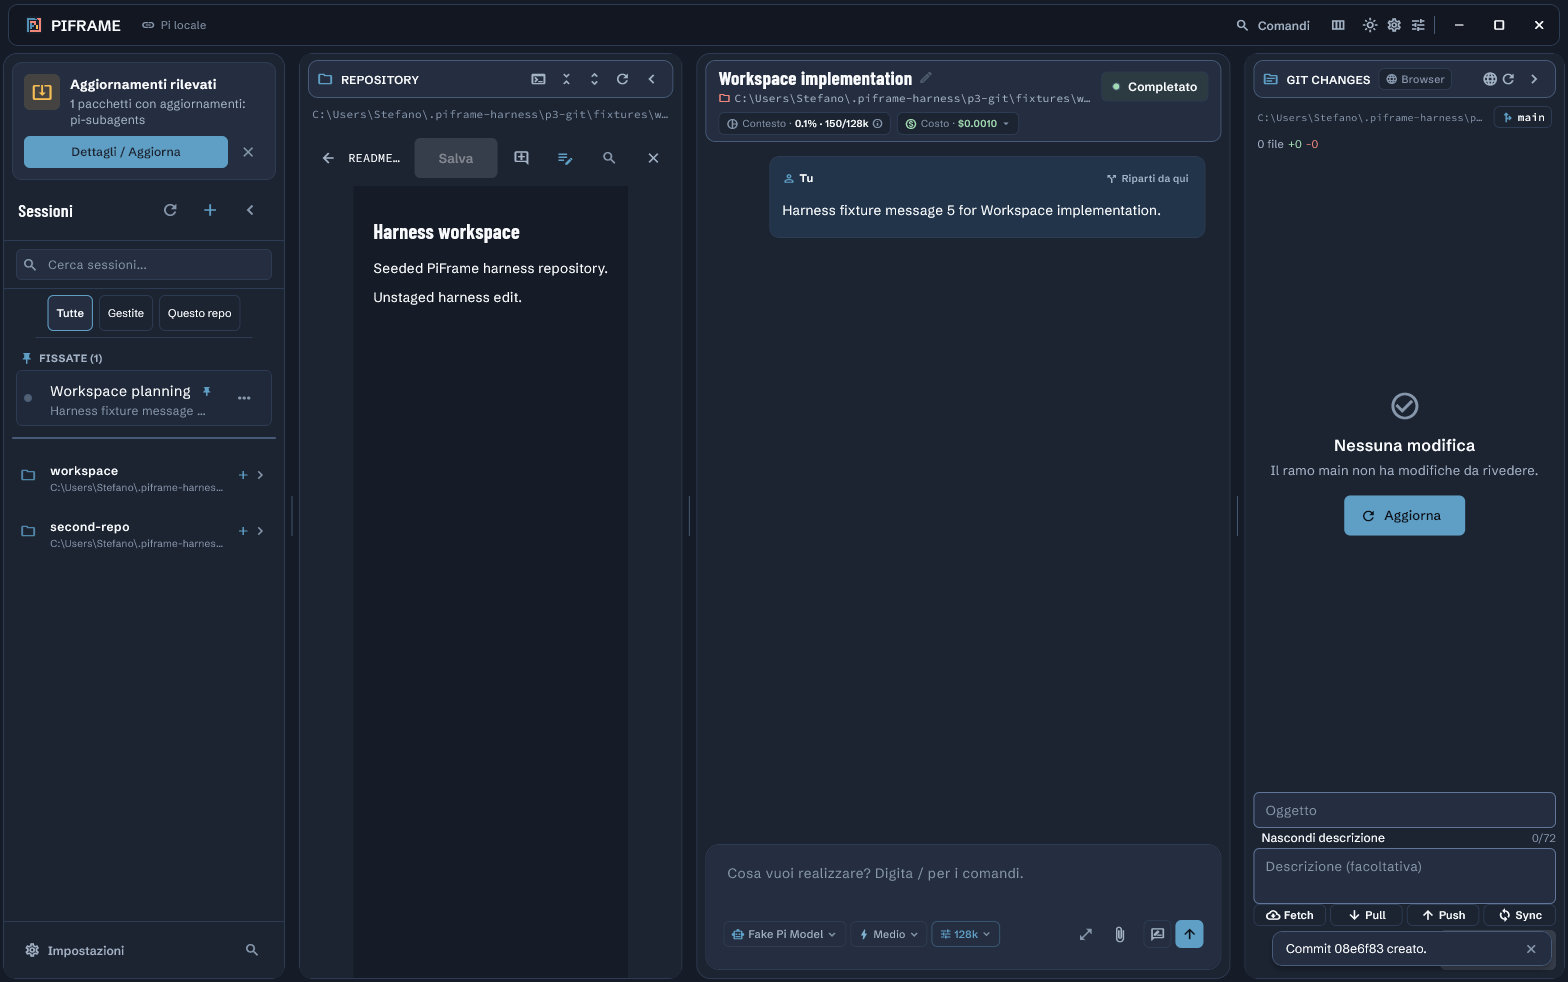 PIFRAME
Pi locale
Comandi
Aggiornamenti rilevati
1 pacchetti con aggiornamenti:
pi-subagents
Dettagli / Aggiorna
Sessioni
Cerca sessioni...
Tutte
Gestite
Questo repo
FISSATE (1)
Workspace planning
Harness fixture message ...
workspace
C:\Users\Stefano\.piframe-harnes...
second-repo
C:\Users\Stefano\.piframe-harnes...
Impostazioni
REPOSITORY
C:\Users\Stefano\.piframe-harness\p3-git\fixtures\w…
README…
Salva
Harness workspace
Seeded PiFrame harness repository.
Unstaged harness edit.
Workspace implementation
C:\Users\Stefano\.piframe-harness\p3-git\fixtures\w…
Completato
Contesto · 0.1% · 150/128k
Costo · $0.0010
Tu
Riparti da qui
Harness fixture message 5 for Workspace implementation.
Cosa vuoi realizzare? Digita / per i comandi.
Fake Pi Model
Medio
128k
GIT CHANGES
Browser
C:\Users\Stefano\.piframe-harness\p…
main
0 file +0 -0
Nessuna modifica
Il ramo main non ha modifiche da rivedere.
Aggiorna
Oggetto
Nascondi descrizione
0/72
Descrizione (facoltativa)
Fetch
Pull
Push
Sync
Commit 08e6f83 creato.